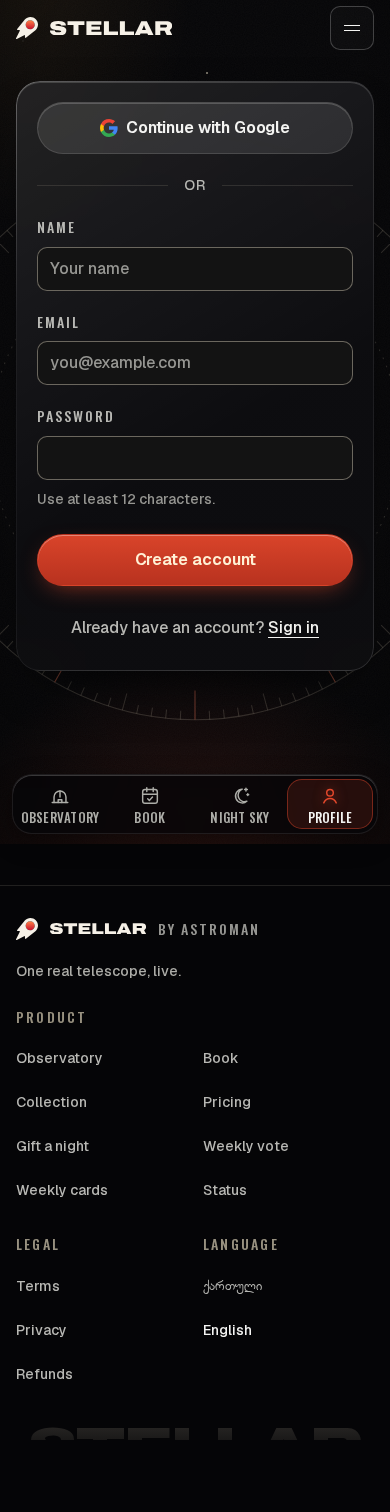 STELLAR
Continue with Google
OR
NAME
Your name
EMAIL
you@example.com
PASSWORD
Use at least 12 characters.
Create account
Already have an account? Sign in
OBSERVATORY BOOK NIGHT SKY PROFILE
STELLAR BY ASTROMAN
One real telescope, live.
PRODUCT
Observatory Book
Collection Pricing
Gift a night Weekly vote
Weekly cards Status
LEGAL LANGUAGE
Terms ქართული
Privacy English
Refunds
STELLAR